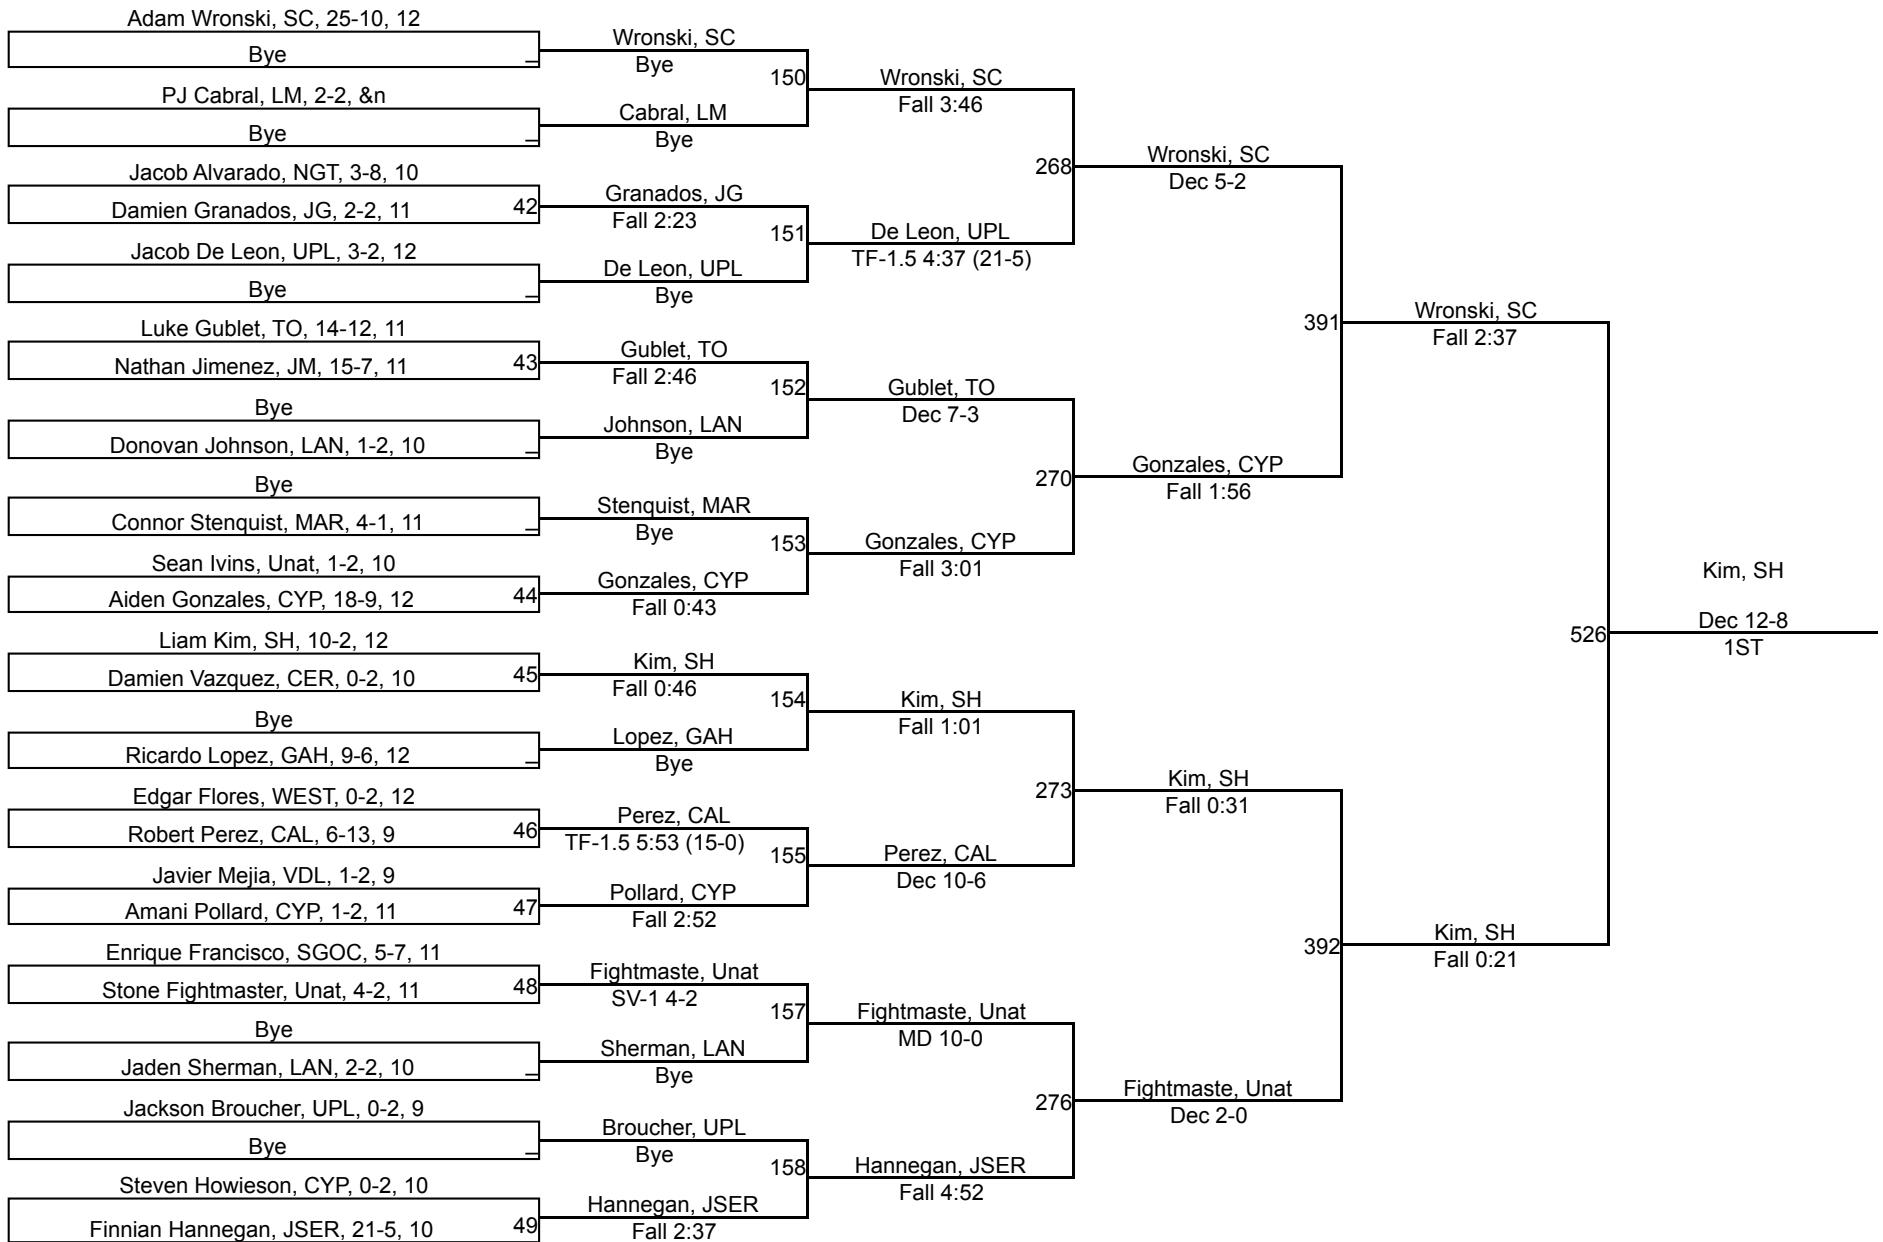 Adam Wronski, SC, 25-10, 12
Bye
PJ Cabral, LM, 2-2, &n
Bye
Jacob Alvarado, NGT, 3-8, 10
Damien Granados, JG, 2-2, 11
42
Jacob De Leon, UPL, 3-2, 12
Bye
Luke Gublet, TO, 14-12, 11
Nathan Jimenez, JM, 15-7, 11
43
Bye
Donovan Johnson, LAN, 1-2, 10
Bye
Connor Stenquist, MAR, 4-1, 11
Sean Ivins, Unat, 1-2, 10
Aiden Gonzales, CYP, 18-9, 12
44
Liam Kim, SH, 10-2, 12
Damien Vazquez, CER, 0-2, 10
45
Bye
Ricardo Lopez, GAH, 9-6, 12
Edgar Flores, WEST, 0-2, 12
Robert Perez, CAL, 6-13, 9
46
Javier Mejia, VDL, 1-2, 9
Amani Pollard, CYP, 1-2, 11
47
Enrique Francisco, SGOC, 5-7, 11
Stone Fightmaster, Unat, 4-2, 11
48
Bye
Jaden Sherman, LAN, 2-2, 10
Jackson Broucher, UPL, 0-2, 9
Bye
Steven Howieson, CYP, 0-2, 10
Finnian Hannegan, JSER, 21-5, 10
49
Wronski, SC
Bye
150
Cabral, LM
Bye
Granados, JG
Fall 2:23
151
De Leon, UPL
Bye
Gublet, TO
Fall 2:46
152
Johnson, LAN
Bye
Stenquist, MAR
Bye
153
Gonzales, CYP
Fall 0:43
Kim, SH
Fall 0:46
154
Lopez, GAH
Bye
Perez, CAL
TF-1.5 5:53 (15-0)
155
Pollard, CYP
Fall 2:52
Fightmaste, Unat
SV-1 4-2
157
Sherman, LAN
Bye
Broucher, UPL
Bye
158
Hannegan, JSER
Fall 2:37
Wronski, SC
Fall 3:46
268
De Leon, UPL
TF-1.5 4:37 (21-5)
Gublet, TO
Dec 7-3
270
Gonzales, CYP
Fall 3:01
Kim, SH
Fall 1:01
273
Perez, CAL
Dec 10-6
Fightmaste, Unat
MD 10-0
276
Hannegan, JSER
Fall 4:52
Wronski, SC
Dec 5-2
391
Gonzales, CYP
Fall 1:56
Kim, SH
Fall 0:31
392
Fightmaste, Unat
Dec 2-0
Wronski, SC
Fall 2:37
526
Kim, SH
Fall 0:21
Kim, SH
Dec 12-8
1ST